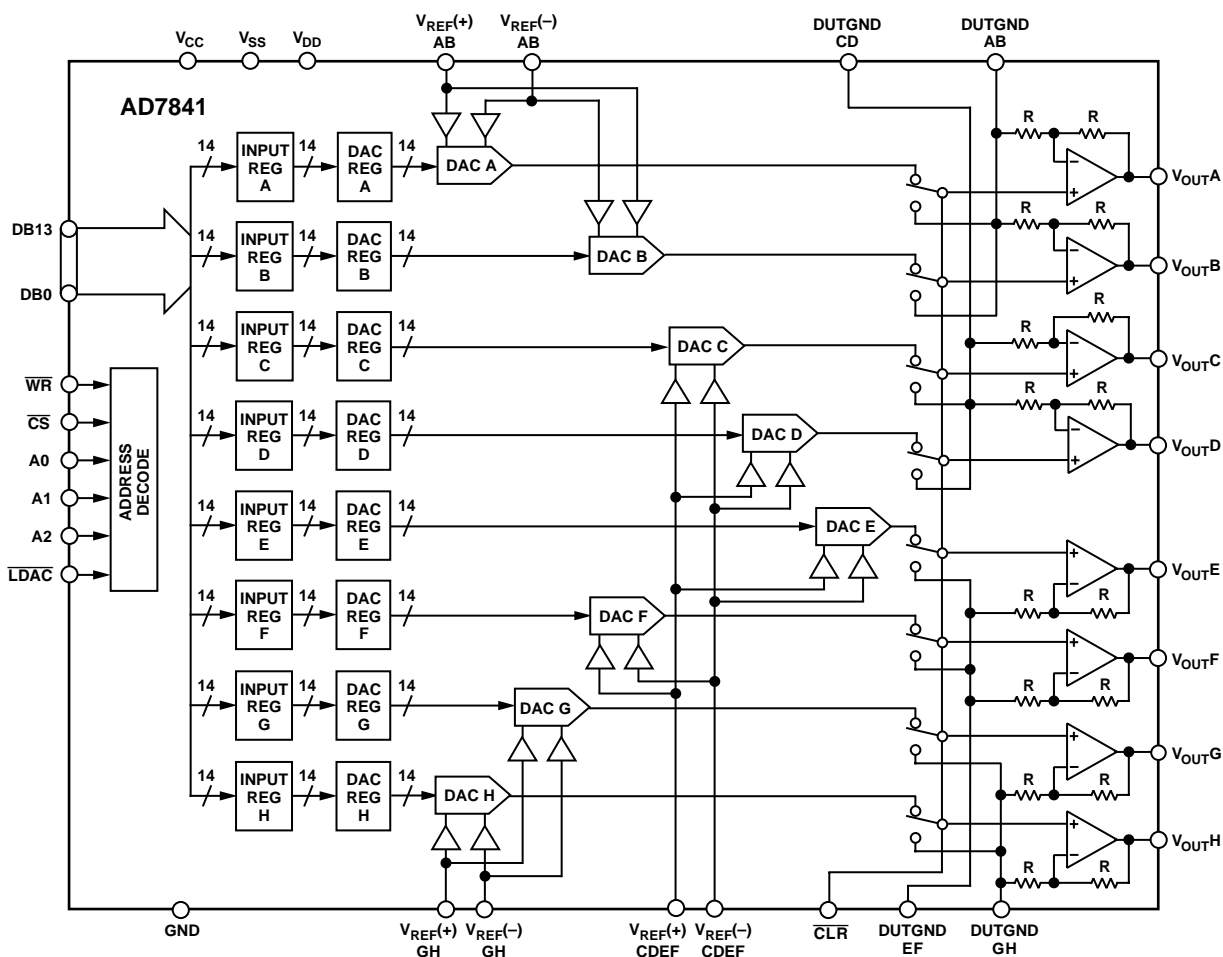 VREF(+) AB
VREF(–) AB
DUTGND CD
DUTGND AB
VCC
VSS
VDD
AD7841
14
INPUT REG A
14
DAC REG A
14
DAC A
R
R
–
+
VOUTA
DB13
DB0
14
INPUT REG B
14
DAC REG B
14
DAC B
R
R
–
+
VOUTB
14
INPUT REG C
14
DAC REG C
14
DAC C
R
R
–
+
VOUTC
WR
CS
A0
A1
A2
LDAC
ADDRESS DECODE
14
INPUT REG D
14
DAC REG D
14
DAC D
R
R
–
+
VOUTD
14
INPUT REG E
14
DAC REG E
14
DAC E
+
–
R
R
VOUTE
14
INPUT REG F
14
DAC REG F
14
DAC F
+
–
R
R
VOUTF
14
INPUT REG G
14
DAC REG G
14
DAC G
+
–
R
R
VOUTG
14
INPUT REG H
14
DAC REG H
14
DAC H
+
–
R
R
VOUTH
GND
VREF(+) GH
VREF(–) GH
VREF(+) CDEF
VREF(–) CDEF
CLR
DUTGND EF
DUTGND GH